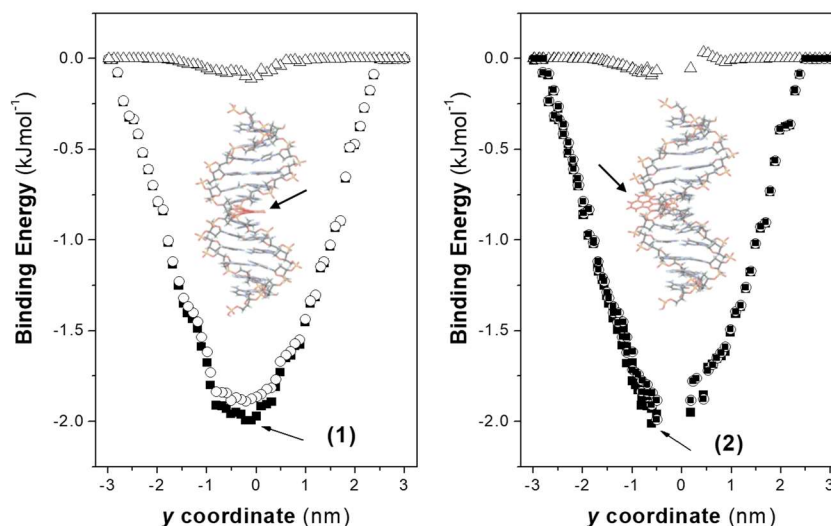 0.0
-0.5
-1.0
-1.5
-2.0
Binding Energy (kJmol-1)
-3 -2 -1 0 1 2 3
y coordinate (nm)
(1)
0.0
-0.5
-1.0
-1.5
-2.0
Binding Energy (kJmol-1)
-3 -2 -1 0 1 2 3
y coordinate (nm)
(2)